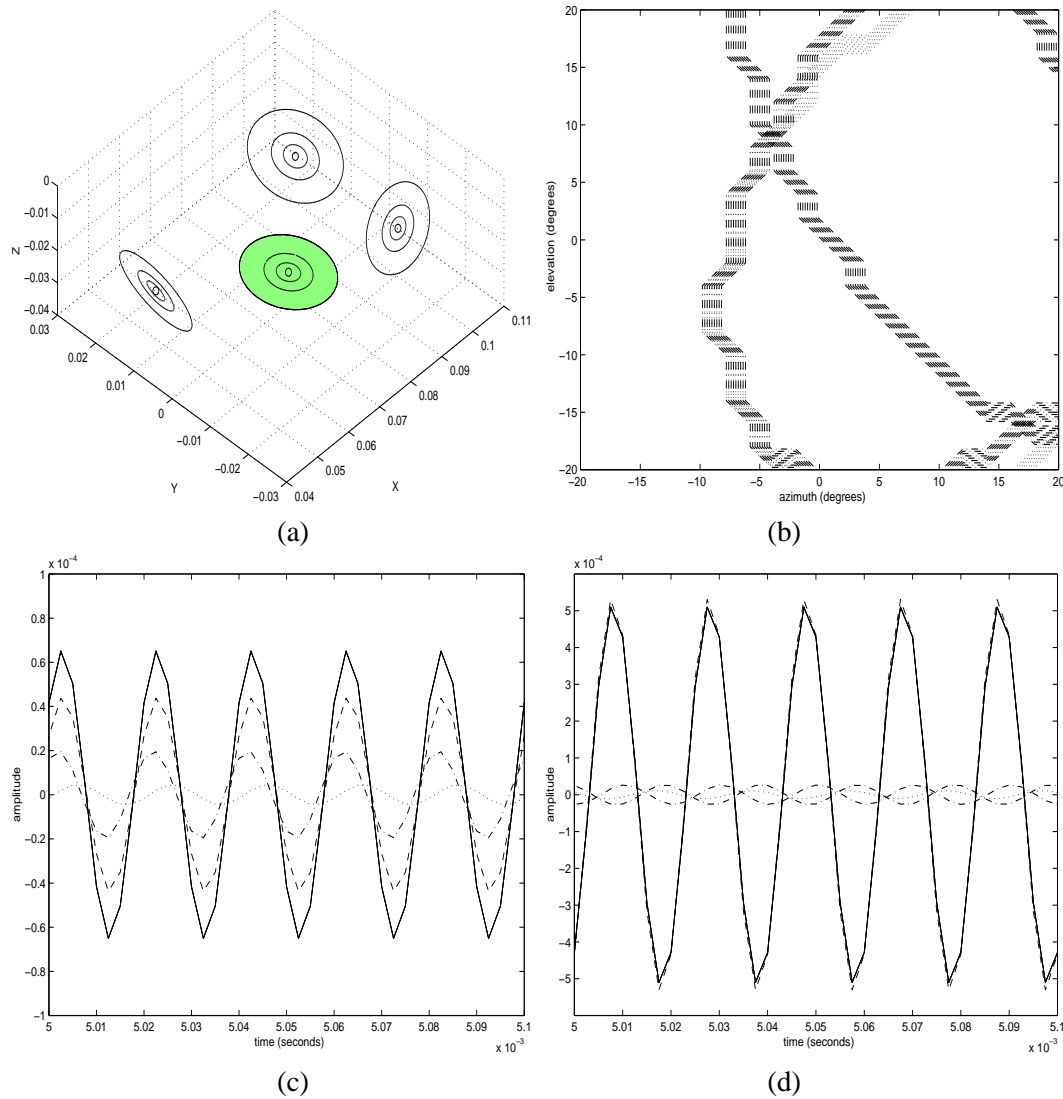 0
−0.01
−0.02
−0.03
−0.04
Z
0.03
0.02
0.01
0
−0.01
−0.02
−0.03
Y
0.04
0.05
0.06
0.07
0.08
0.09
0.1
0.11
X
(a)
20
15
10
5
0
−5
−10
−15
−20
elevation (degrees)
−20 −15 −10 −5 0 5 10 15 20
azimuth (degrees)
(b)
x 10⁻⁴
1
0.8
0.6
0.4
0.2
0
−0.2
−0.4
−0.6
−0.8
−1
amplitude
5 5.01 5.02 5.03 5.04 5.05 5.06 5.07 5.08 5.09 5.1
time (seconds)
x 10⁻³
(c)
x 10⁻⁴
5
4
3
2
1
0
−1
−2
−3
−4
−5
amplitude
5 5.01 5.02 5.03 5.04 5.05 5.06 5.07 5.08 5.09 5.1
time (seconds)
x 10⁻³
(d)